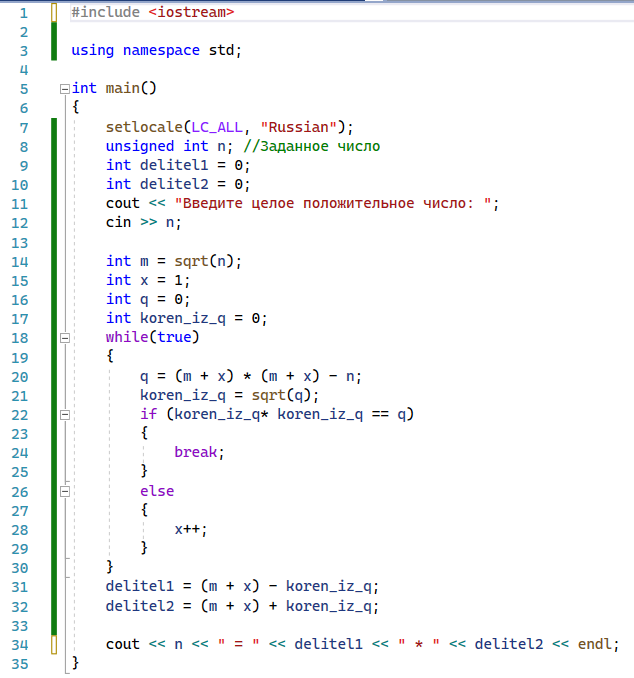 1 #include <iostream>
2
3 using namespace std;
4
5 int main()
6 {
7 setlocale(LC_ALL, "Russian");
8 unsigned int n; //Заданное число
9 int delitel1 = 0;
10 int delitel2 = 0;
11 cout << "Введите целое положительное число: ";
12 cin >> n;
13
14 int m = sqrt(n);
15 int x = 1;
16 int q = 0;
17 int koren_iz_q = 0;
18 while(true)
19 {
20 q = (m + x) * (m + x) - n;
21 koren_iz_q = sqrt(q);
22 if (koren_iz_q* koren_iz_q == q)
23 {
24 break;
25 }
26 else
27 {
28 x++;
29 }
30 }
31 delitel1 = (m + x) - koren_iz_q;
32 delitel2 = (m + x) + koren_iz_q;
33
34 cout << n << " = " << delitel1 << " * " << delitel2 << endl;
35 }